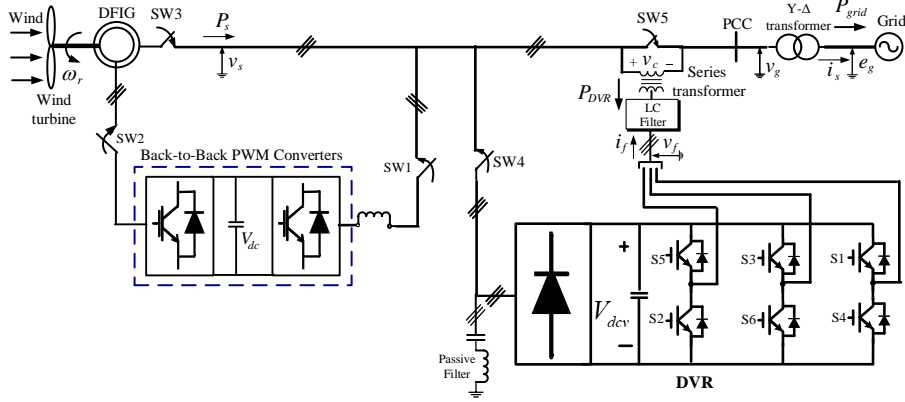 Wind
DFIG
SW3
P_s
v_s
SW5
PCC
Y-Δ
transformer
P_grid
Grid
ω_r
Wind
turbine
+ v_c −
Series
transformer
v_g
i_s
e_g
P_DVR
LC
Filter
i_f
v_f
SW2
Back-to-Back PWM Converters
SW1
SW4
V_dc
+
V_dcv
−
S5
S3
S1
S2
S6
S4
Passive
Filter
DVR